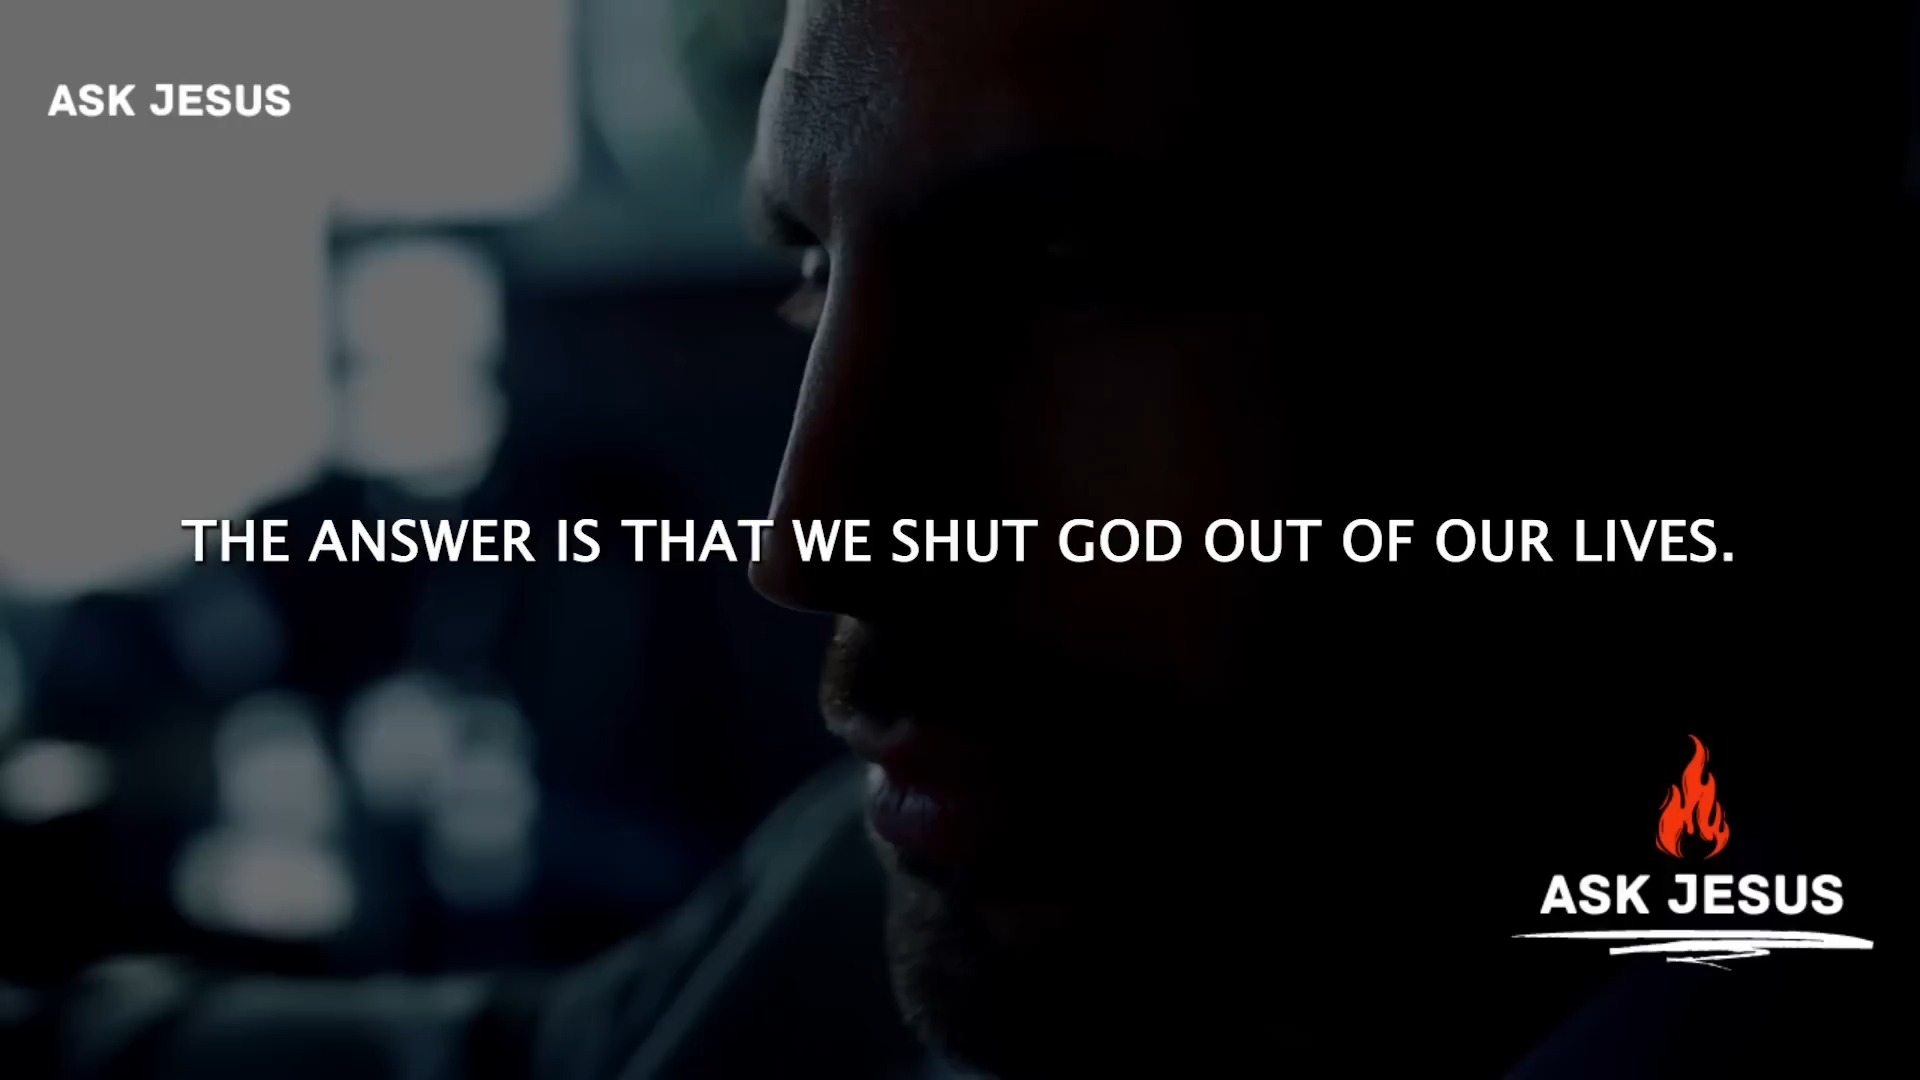 ASK JESUS
THE ANSWER IS THAT WE SHUT GOD OUT OF OUR LIVES.
ASK JESUS